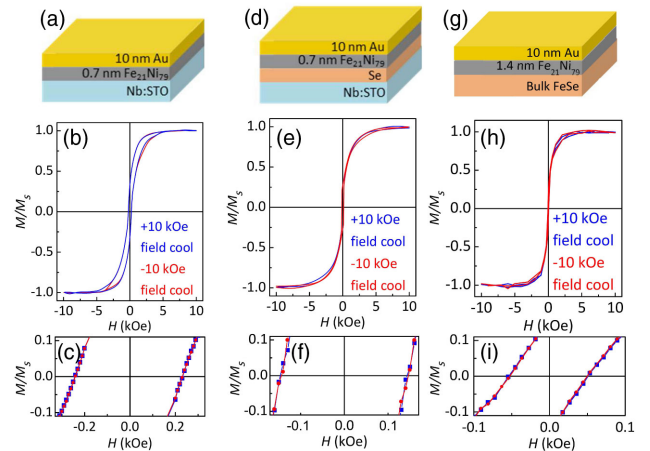 (a)
10 nm Au
0.7 nm Fe₂₁Ni₇₉
Nb:STO
(d)
10 nm Au
0.7 nm Fe₂₁Ni₇₉
Se
Nb:STO
(g)
10 nm Au
1.4 nm Fe₂₁Ni₇₉
Bulk FeSe
(b)
M/Mₛ
1.0
0.5
0.0
-0.5
-1.0
+10 kOe
field cool
-10 kOe
field cool
-10 -5 0 5 10
H (kOe)
(e)
M/Mₛ
1.0
0.5
0.0
-0.5
-1.0
+10 kOe
field cool
-10 kOe
field cool
-10 -5 0 5 10
H (kOe)
(h)
M/Mₛ
1.0
0.5
0.0
-0.5
-1.0
+10 kOe
field cool
-10 kOe
field cool
-10 -5 0 5 10
H (kOe)
(c)
M/Mₛ
0.1
0.0
-0.1
-0.2 0.0 0.2
H (kOe)
(f)
M/Mₛ
0.1
0.0
-0.1
-0.1 0.0 0.1
H (kOe)
(i)
M/Mₛ
0.1
0.0
-0.1
-0.1 0.0 0.1
H (kOe)